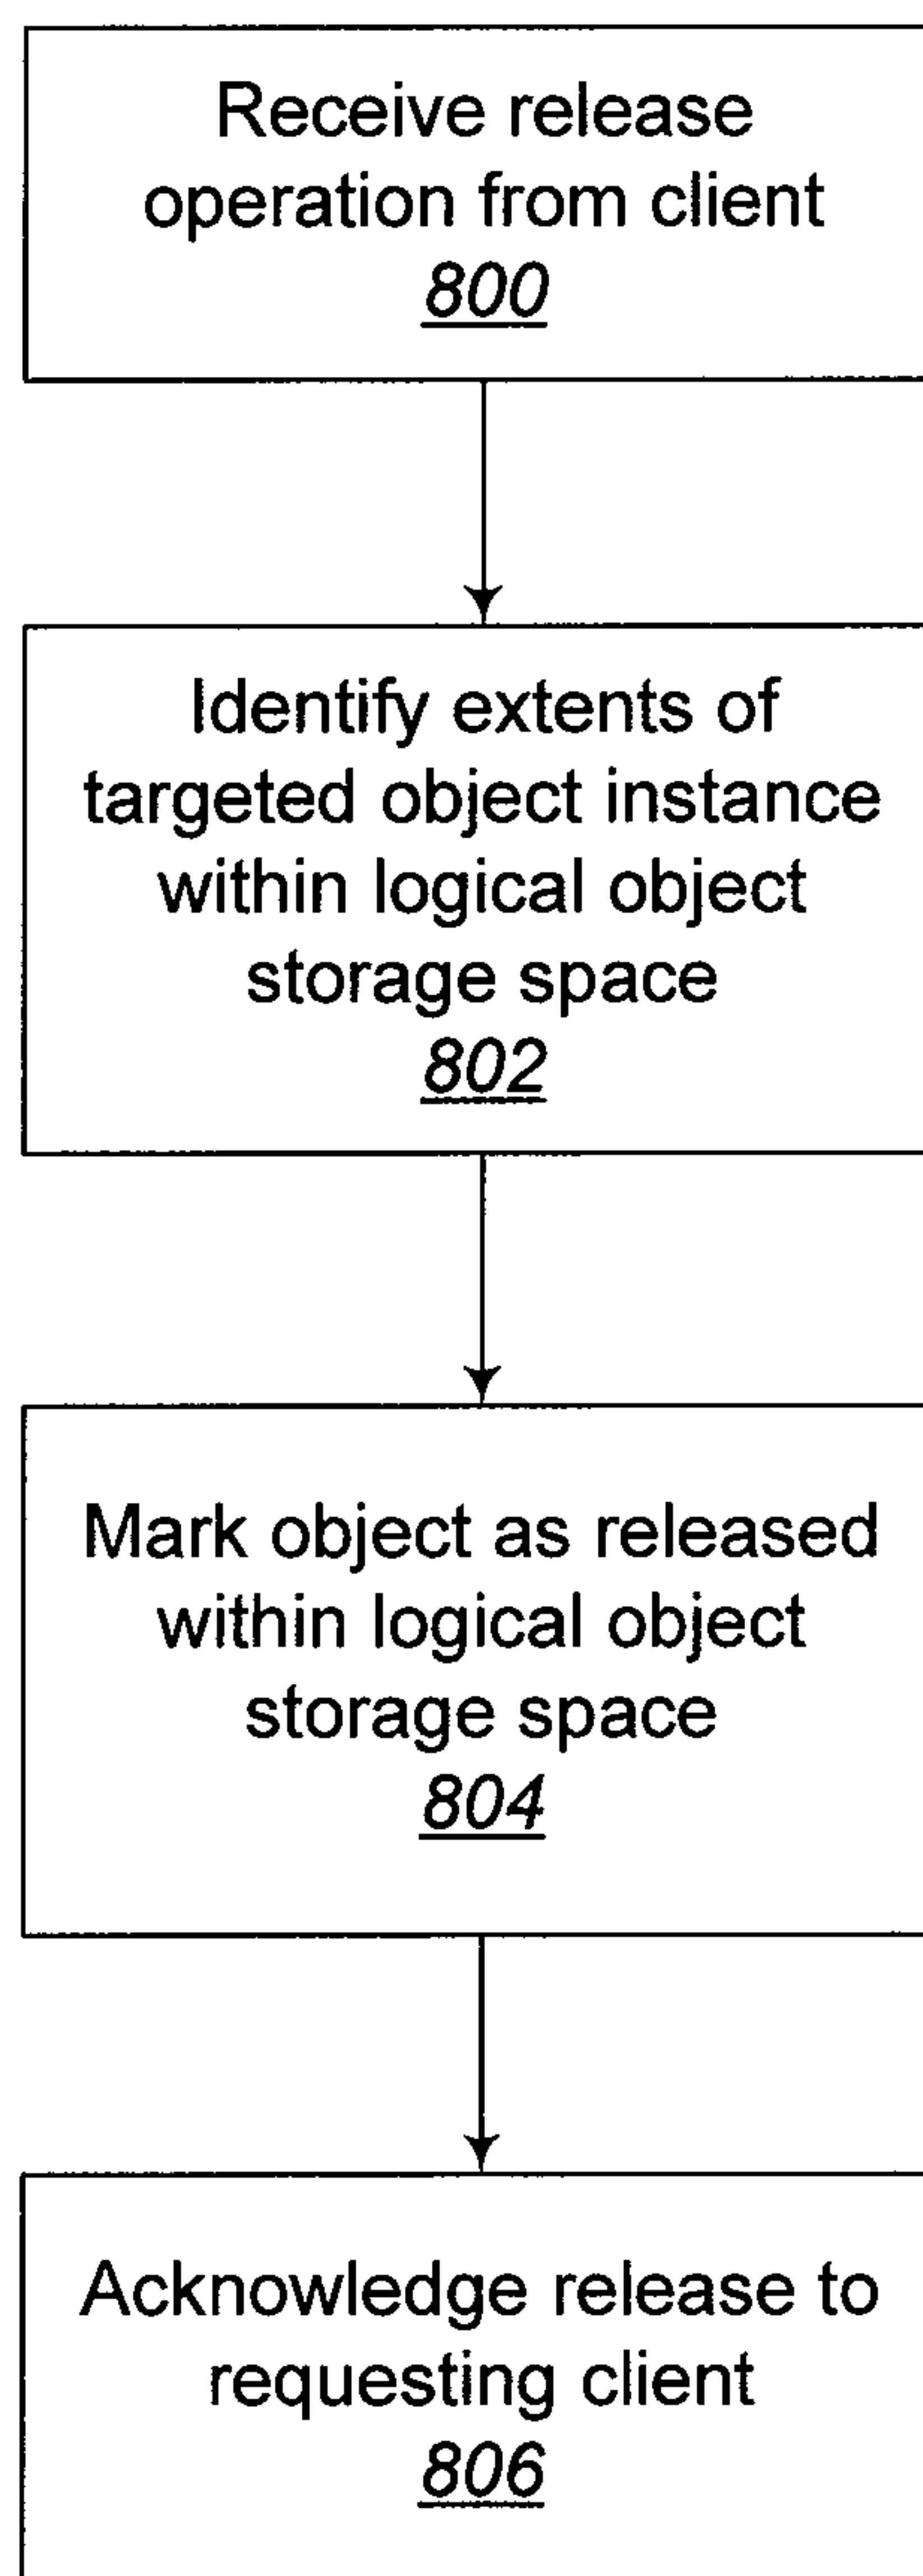 Receive release
operation from client
800
Identify extents of
targeted object instance
within logical object
storage space
802
Mark object as released
within logical object
storage space
804
Acknowledge release to
requesting client
806